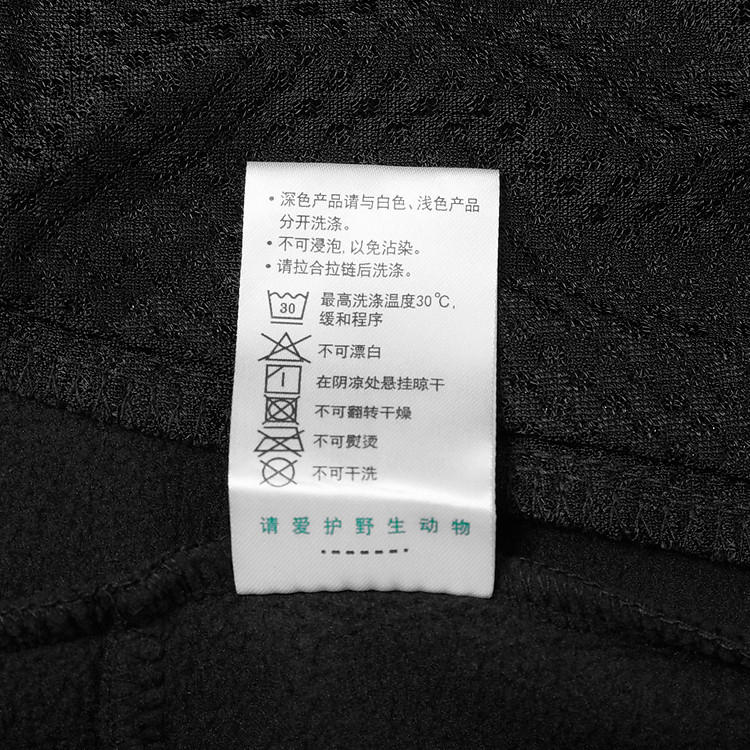 • 深色产品请与白色、浅色产品
分开洗涤。
• 不可浸泡, 以免沾染。
• 请拉合拉链后洗涤。
30 最高洗涤温度30℃,
缓和程序
不可漂白
在阴凉处悬挂晾干
不可翻转干燥
不可熨烫
不可干洗
请爱护野生动物